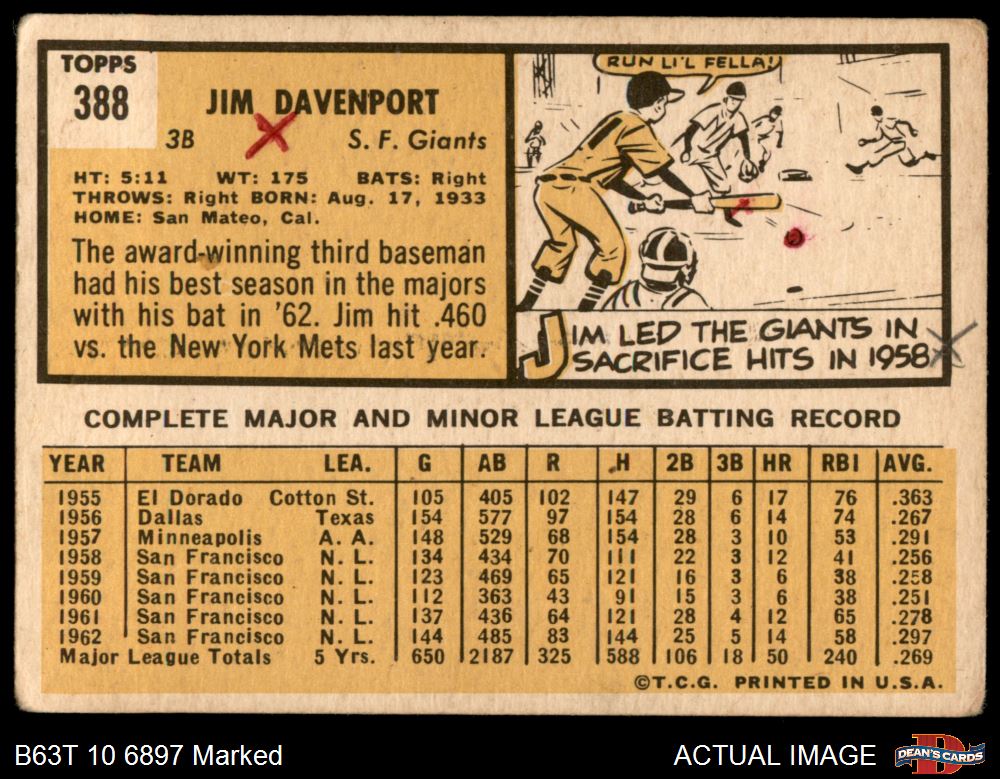 TOPPS
388
JIM DAVENPORT
3B S. F. Giants
HT: 5:11 WT: 175 BATS: Right
THROWS: Right BORN: Aug. 17, 1933
HOME: San Mateo, Cal.
The award-winning third baseman
had his best season in the majors
with his bat in '62. Jim hit .460
vs. the New York Mets last year.
RUN LI'L FELLA!
JIM LED THE GIANTS IN
SACRIFICE HITS IN 1958
COMPLETE MAJOR AND MINOR LEAGUE BATTING RECORD
YEAR TEAM LEA. G AB R H 2B 3B HR RBI AVG.
1955 El Dorado Cotton St. 105 405 102 147 29 6 17 76 .363
1956 Dallas Texas 154 577 97 154 28 6 14 74 .267
1957 Minneapolis A. A. 148 529 68 154 28 3 10 53 .291
1958 San Francisco N. L. 134 434 70 111 22 3 12 41 .256
1959 San Francisco N. L. 123 469 65 121 16 3 6 38 .258
1960 San Francisco N. L. 112 363 43 91 15 3 6 38 .251
1961 San Francisco N. L. 137 436 64 121 28 4 12 65 .278
1962 San Francisco N. L. 144 485 83 144 25 5 14 58 .297
Major League Totals 5 Yrs. 650 2187 325 588 106 18 50 240 .269
©T.C.G. PRINTED IN U.S.A.
B63T 10 6897 Marked ACTUAL IMAGE DEAN'S CARDS